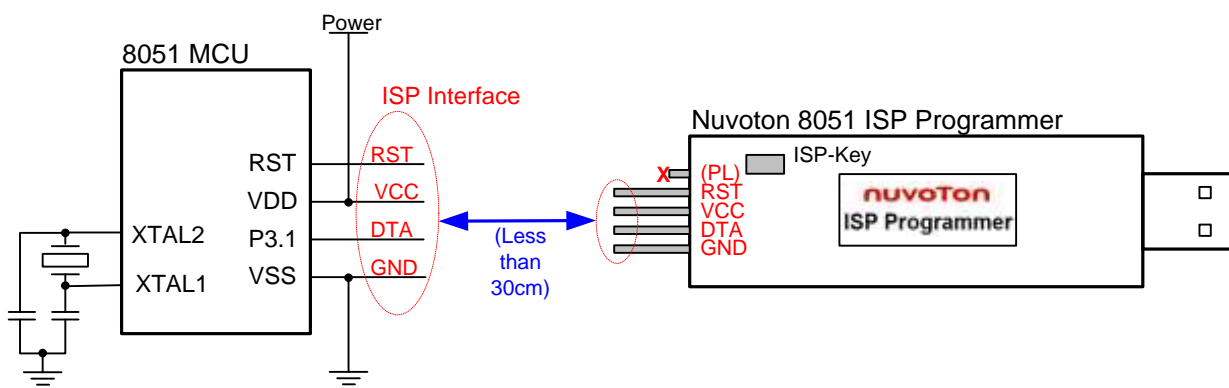 Power
8051 MCU
ISP Interface
RST
VDD
P3.1
VSS
XTAL2
XTAL1
RST
VCC
DTA
GND
(Less
than
30cm)
Nuvoton 8051 ISP Programmer
ISP-Key
X
(PL)
RST
VCC
DTA
GND
nuvoTon
ISP Programmer